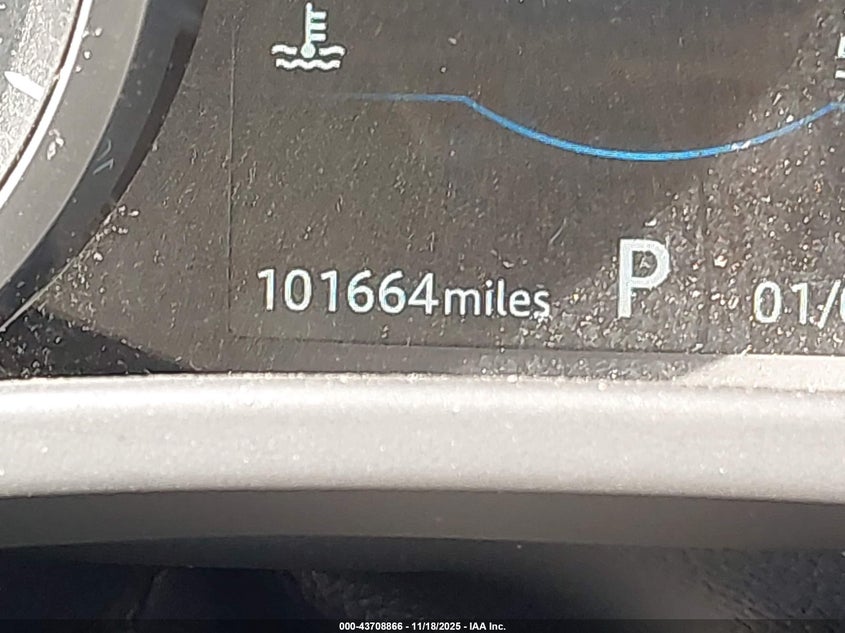 101664miles P 01/
000-43708866 - 11/18/2025 - IAA Inc.